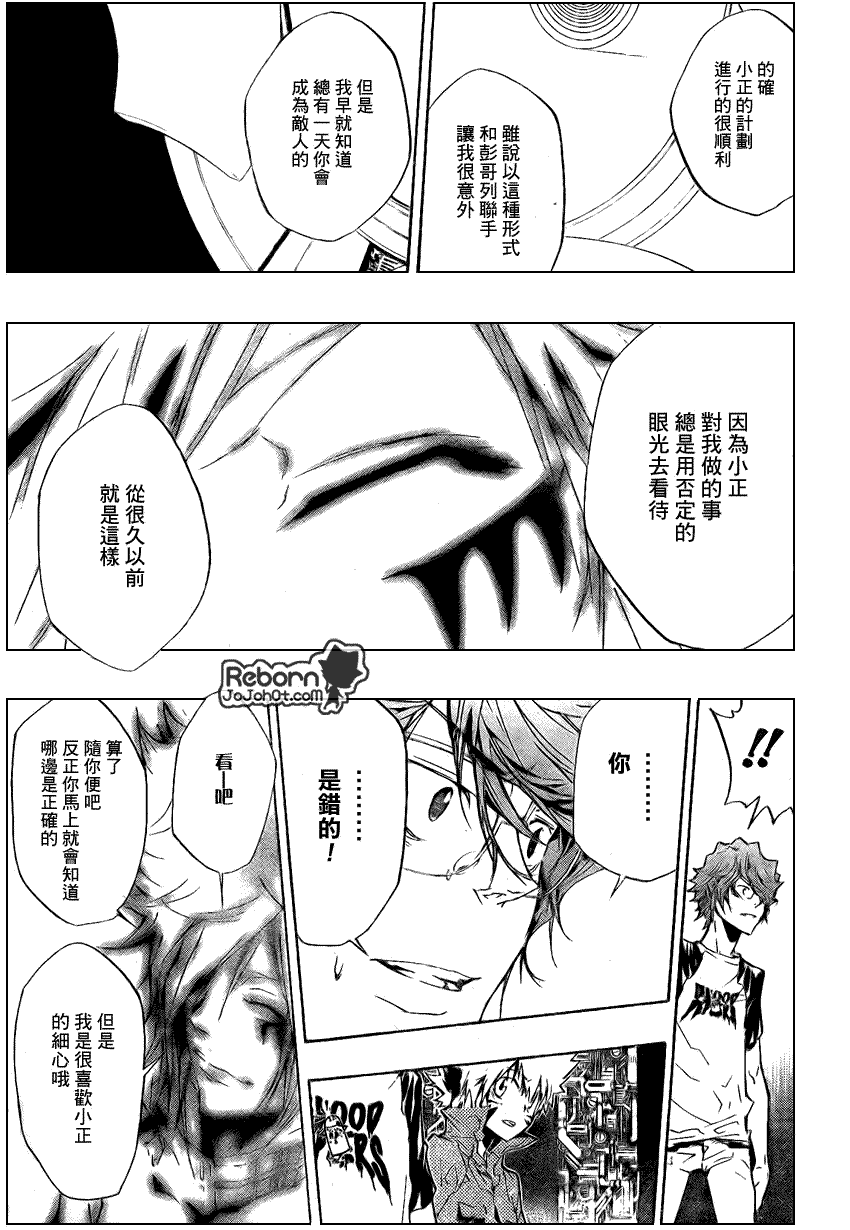 的確
小正的計劃
進行的很順利
雖說以這種形式
和彭哥列聯手
讓我很意外
但是
我早就知道
總有一天你會
成為敵人的
因為小正
對我做的事
總是用否定的
眼光去看待
從很久以前
就是這樣
Reborn
JoJoHOt.com
!!
你
………
………
是錯的!
看—吧
算了
隨你便吧
反正你馬上就會知道
哪邊是正確的
但是
我是很喜歡小正
的細心哦